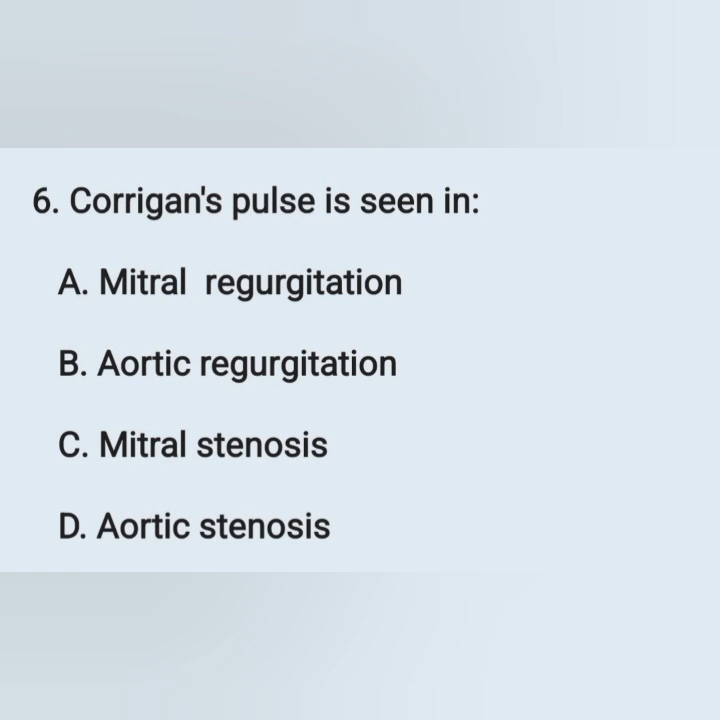 6. Corrigan's pulse is seen in:
A. Mitral regurgitation
B. Aortic regurgitation
C. Mitral stenosis
D. Aortic stenosis